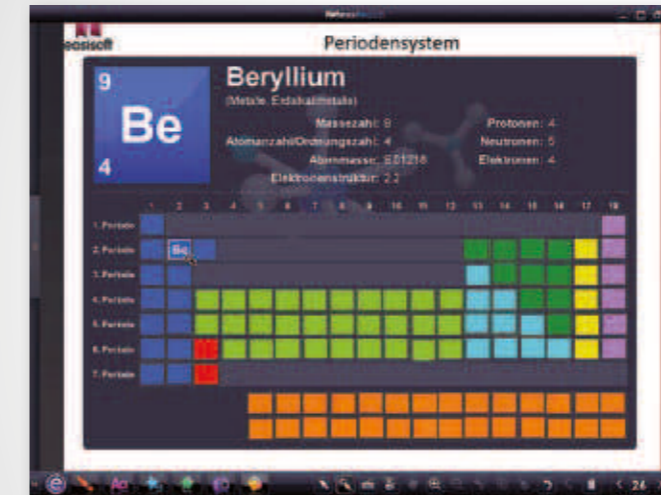 easisoft
Periodensystem
9
Be
4
Beryllium
(Metalle, Erdalkalimetalle)
Massezahl: 9
Atomanzahl/Ordnungszahl: 4
Atommasse: 9.01218
Elektronenstruktur: 2.2
Protonen: 4
Neutronen: 5
Elektronen: 4
1 2 3 4 5 6 7 8 9 10 11 12 13 14 15 16 17 18
1. Periode
2. Periode
Be
3. Periode
4. Periode
5. Periode
6. Periode
7. Periode
26